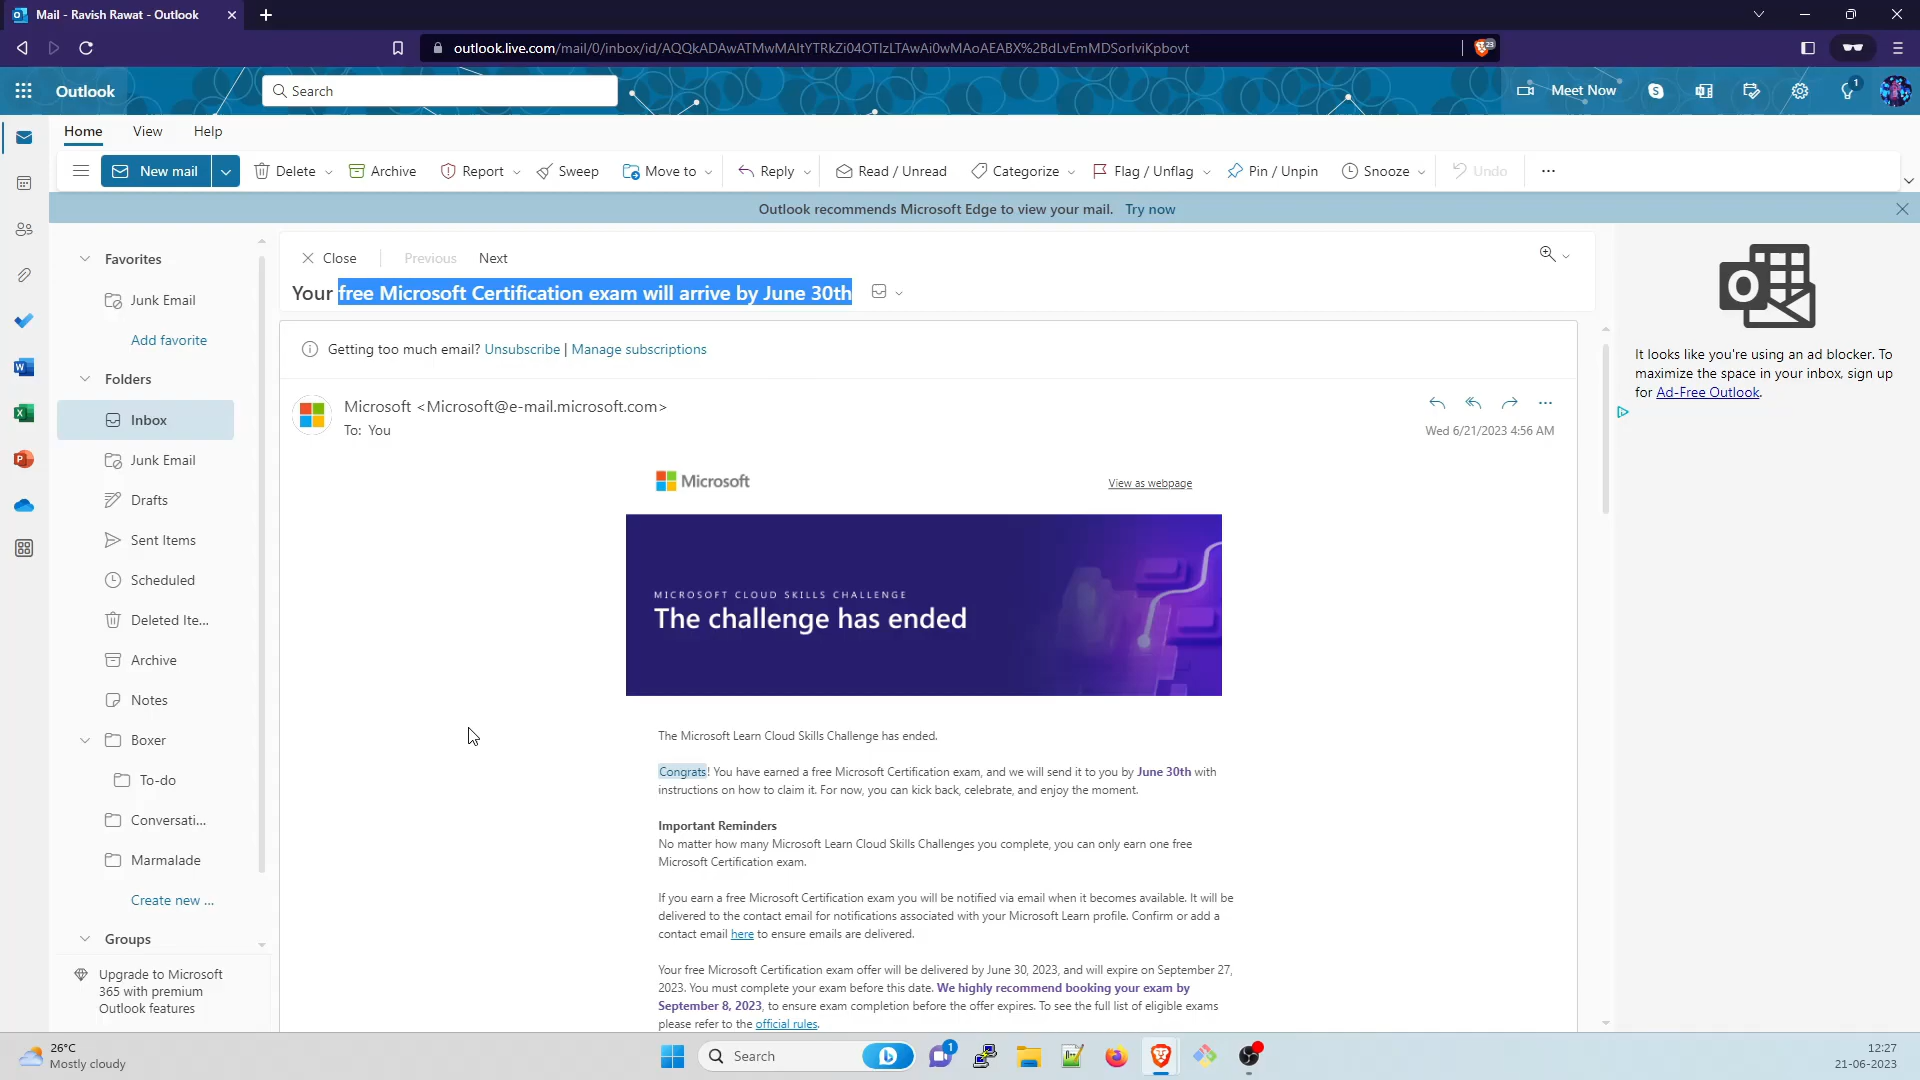 Mail - Ravish Rawat - Outlook
outlook.live.com/mail/0/inbox/id/AQQkADAwATMwMAItYTRkZi04OTIzLTAwAi0wMAoAEABX%2BdLvEmMDSorlviKpbovt
23
Outlook
Search
Meet Now
1
Home View Help
New mail Delete Archive Report Sweep Move to Reply Read / Unread Categorize Flag / Unflag Pin / Unpin Snooze Undo
Outlook recommends Microsoft Edge to view your mail. Try now
Favorites
Junk Email
Add favorite
Folders
Inbox
Junk Email
Drafts
Sent Items
Scheduled
Deleted Ite...
Archive
Notes
Boxer
To-do
Conversati...
Marmalade
Create new ...
Groups
Upgrade to Microsoft
365 with premium
Outlook features
Close Previous Next
Your free Microsoft Certification exam will arrive by June 30th
Getting too much email? Unsubscribe | Manage subscriptions
Microsoft <Microsoft@e-mail.microsoft.com>
To: You
Wed 6/21/2023 4:56 AM
Microsoft
View as webpage
MICROSOFT CLOUD SKILLS CHALLENGE
The challenge has ended
The Microsoft Learn Cloud Skills Challenge has ended.
Congrats! You have earned a free Microsoft Certification exam, and we will send it to you by June 30th with
instructions on how to claim it. For now, you can kick back, celebrate, and enjoy the moment.
Important Reminders
No matter how many Microsoft Learn Cloud Skills Challenges you complete, you can only earn one free
Microsoft Certification exam.
If you earn a free Microsoft Certification exam you will be notified via email when it becomes available. It will be
delivered to the contact email for notifications associated with your Microsoft Learn profile. Confirm or add a
contact email here to ensure emails are delivered.
Your free Microsoft Certification exam offer will be delivered by June 30, 2023, and will expire on September 27,
2023. You must complete your exam before this date. We highly recommend booking your exam by
September 8, 2023, to ensure exam completion before the offer expires. To see the full list of eligible exams
please refer to the official rules.
It looks like you're using an ad blocker. To
maximize the space in your inbox, sign up
for Ad-Free Outlook.
26°C
Mostly cloudy
Search
1
12:27
21-06-2023